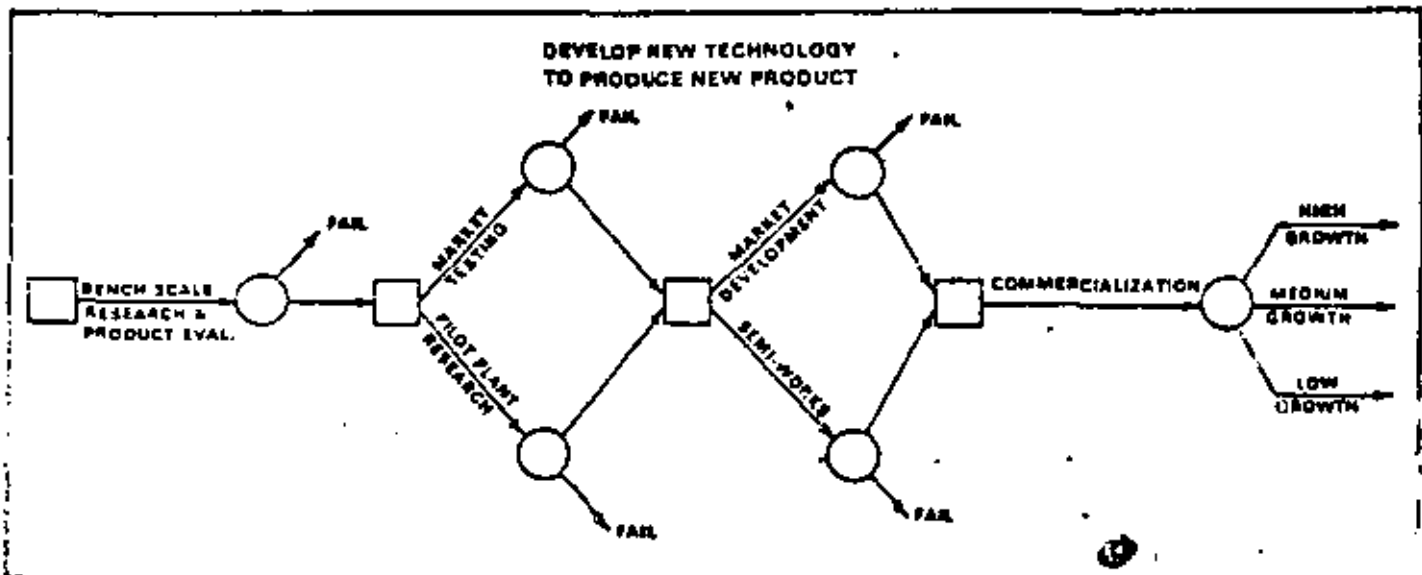 DEVELOP NEW TECHNOLOGY
TO PRODUCE NEW PRODUCT
FAIL
FAIL
FAIL
MARKET
TESTING
MARKET
DEVELOPMENT
HIGH
GROWTH
BENCH SCALE
RESEARCH &
PRODUCT EVAL.
COMMERCIALIZATION
MEDIUM
GROWTH
PILOT PLANT
RESEARCH
SEMI-WORKS
LOW
GROWTH
FAIL
FAIL